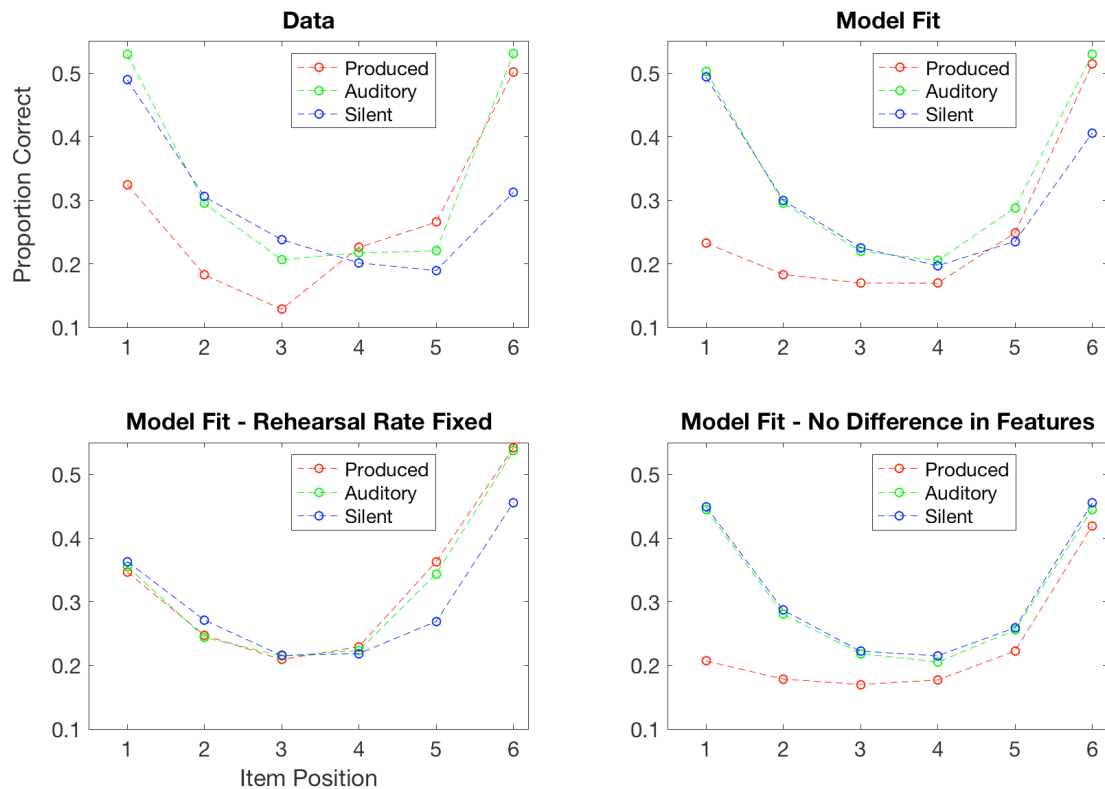 Data
Proportion Correct
0.5
0.4
0.3
0.2
0.1
1 2 3 4 5 6
Produced
Auditory
Silent
Model Fit
0.5
0.4
0.3
0.2
0.1
1 2 3 4 5 6
Produced
Auditory
Silent
Model Fit - Rehearsal Rate Fixed
0.5
0.4
0.3
0.2
0.1
1 2 3 4 5 6
Item Position
Produced
Auditory
Silent
Model Fit - No Difference in Features
0.5
0.4
0.3
0.2
0.1
1 2 3 4 5 6
Produced
Auditory
Silent